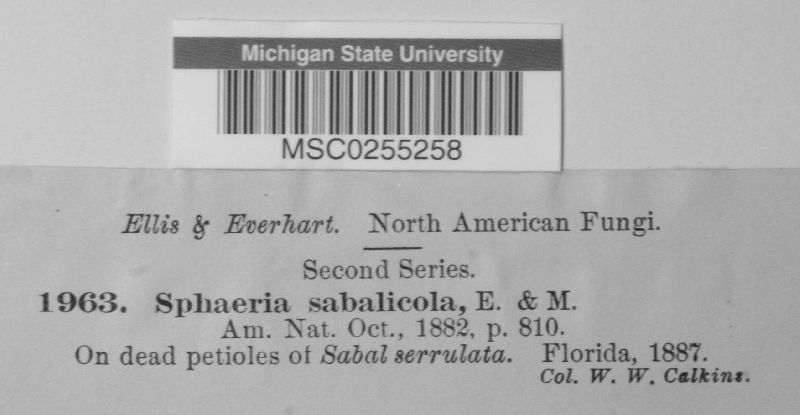 Michigan State University
MSC0255258
Ellis & Everhart. North American Fungi.
Second Series.
1963. Sphaeria sabalicola, E. & M.
Am. Nat. Oct., 1882, p. 810.
On dead petioles of Sabal serrulata. Florida, 1887.
Col. W. W. Calkins.